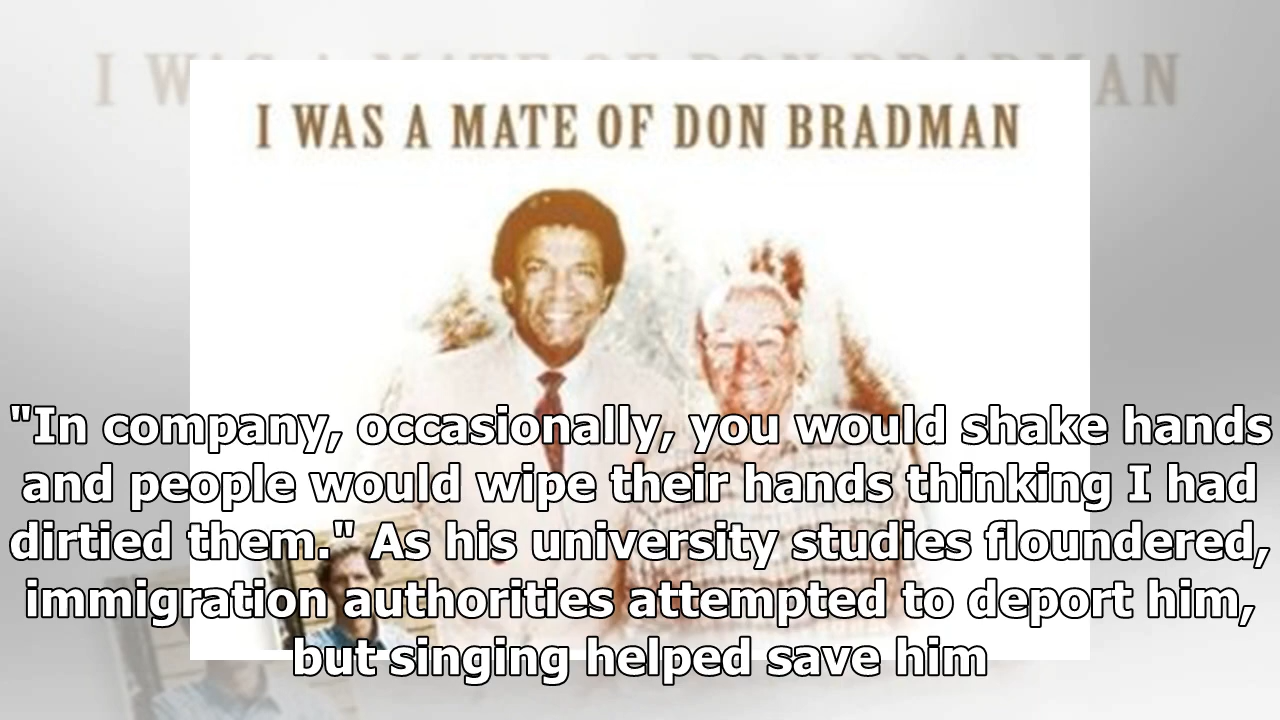 I WAS A MATE OF DON BRADMAN
"In company, occasionally, you would shake hands
and people would wipe their hands thinking I had
dirtied them." As his university studies floundered,
immigration authorities attempted to deport him,
but singing helped save him